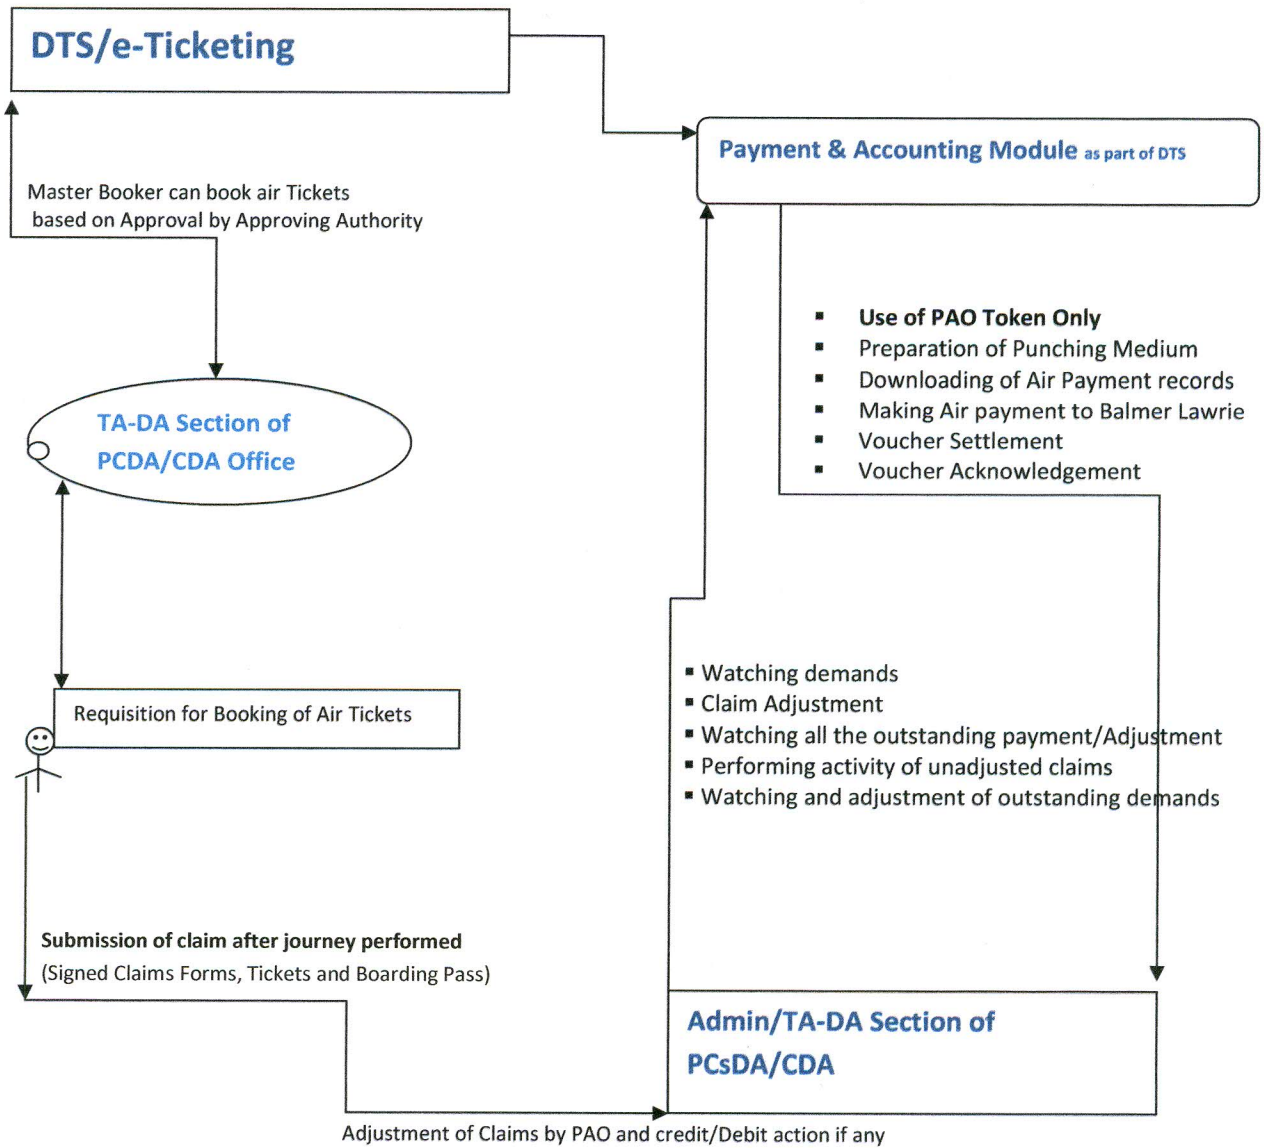 DTS/e-Ticketing
Payment & Accounting Module as part of DTS
Master Booker can book air Tickets
based on Approval by Approving Authority
▪ Use of PAO Token Only
▪ Preparation of Punching Medium
▪ Downloading of Air Payment records
▪ Making Air payment to Balmer Lawrie
▪ Voucher Settlement
▪ Voucher Acknowledgement
TA-DA Section of
PCDA/CDA Office
Requisition for Booking of Air Tickets
▪ Watching demands
▪ Claim Adjustment
▪ Watching all the outstanding payment/Adjustment
▪ Performing activity of unadjusted claims
▪ Watching and adjustment of outstanding demands
Submission of claim after journey performed
(Signed Claims Forms, Tickets and Boarding Pass)
Admin/TA-DA Section of
PCsDA/CDA
Adjustment of Claims by PAO and credit/Debit action if any